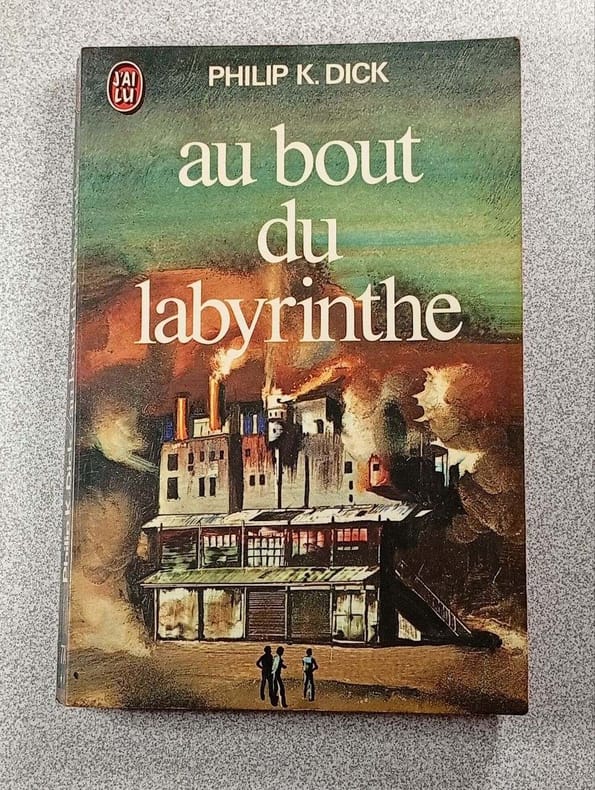 J'AI
LU
PHILIP K. DICK
au bout
du
labyrinthe